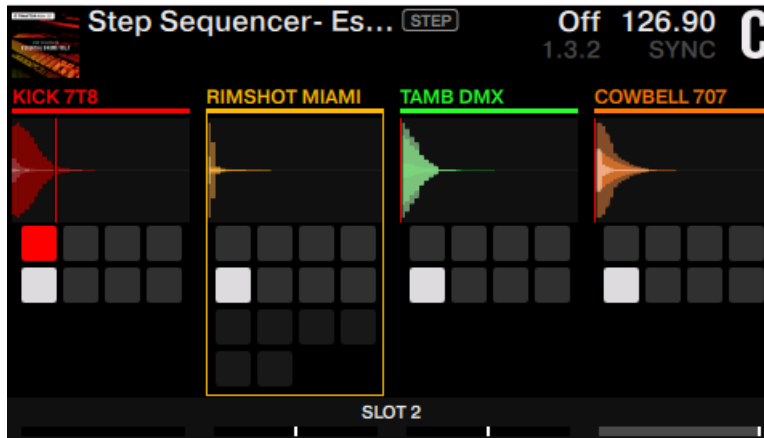 Step Sequencer- Es... STEP Off 126.90 C
1.3.2 SYNC
KICK 7T8 RIMSHOT MIAMI TAMB DMX COWBELL 707
SLOT 2